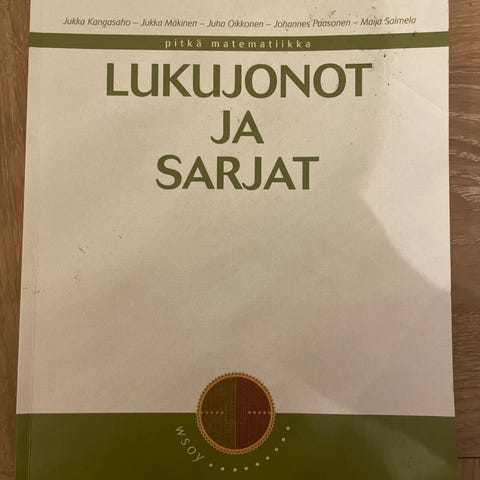 Jukka Kangasaho – Jukka Mäkinen – Juha Oikkonen – Johannes Paasonen – Maija Salmela
pitkä matematiikka
LUKUJONOT
JA
SARJAT
WSOY